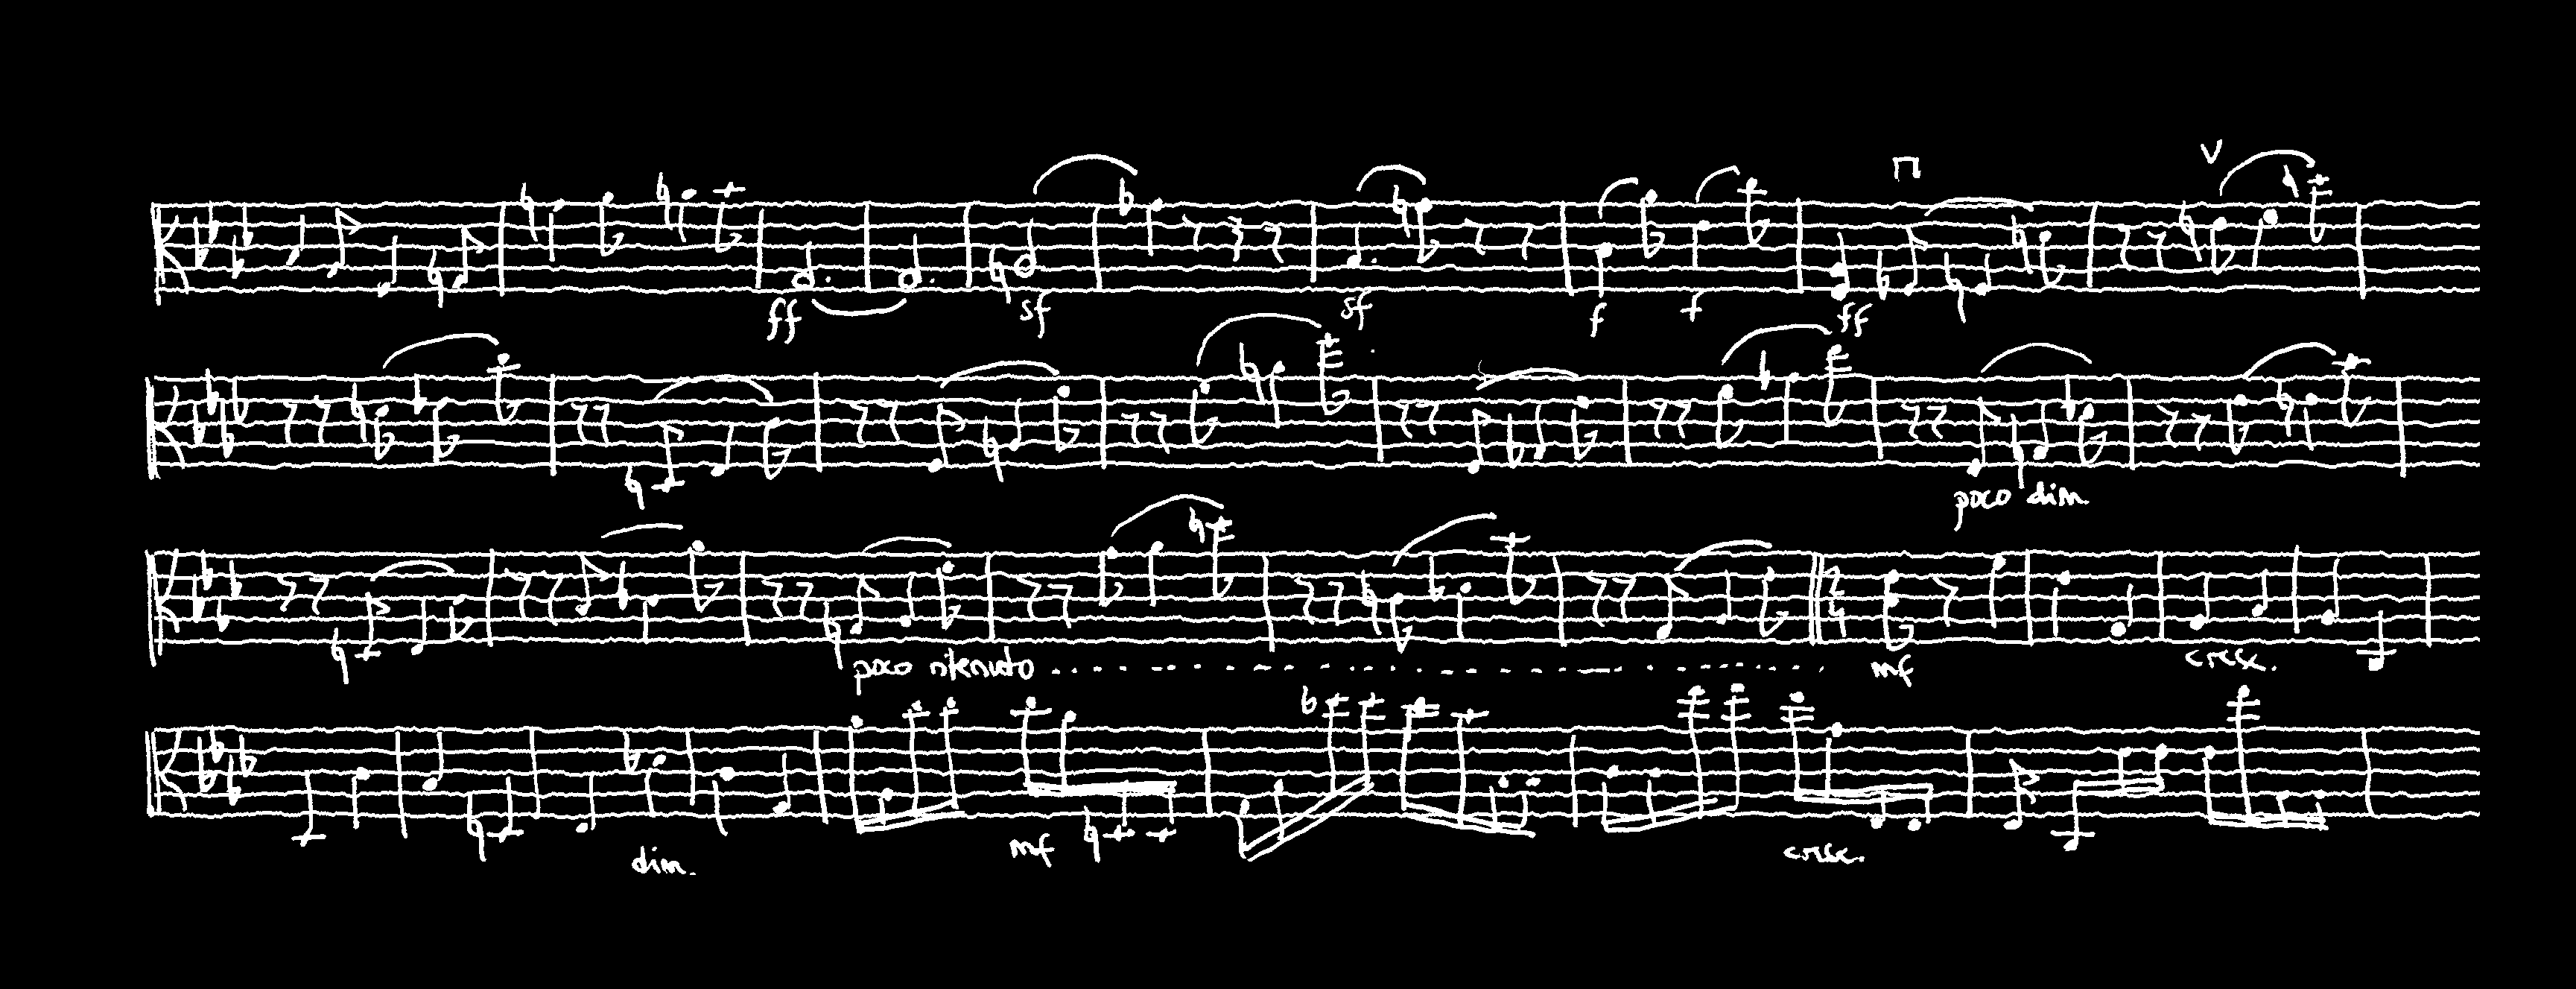 ff sf sf f f ff
poco dim.
poco ritenuto mf cresc.
dim. mf cresc.